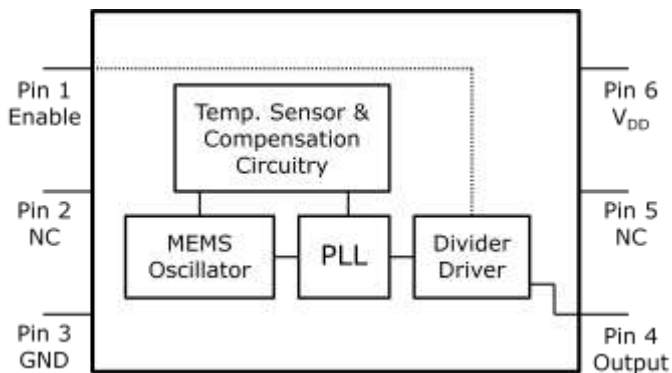 Pin 1
Enable
Pin 2
NC
Pin 3
GND
Temp. Sensor &
Compensation
Circuitry
MEMS
Oscillator
PLL
Divider
Driver
Pin 6
VDD
Pin 5
NC
Pin 4
Output